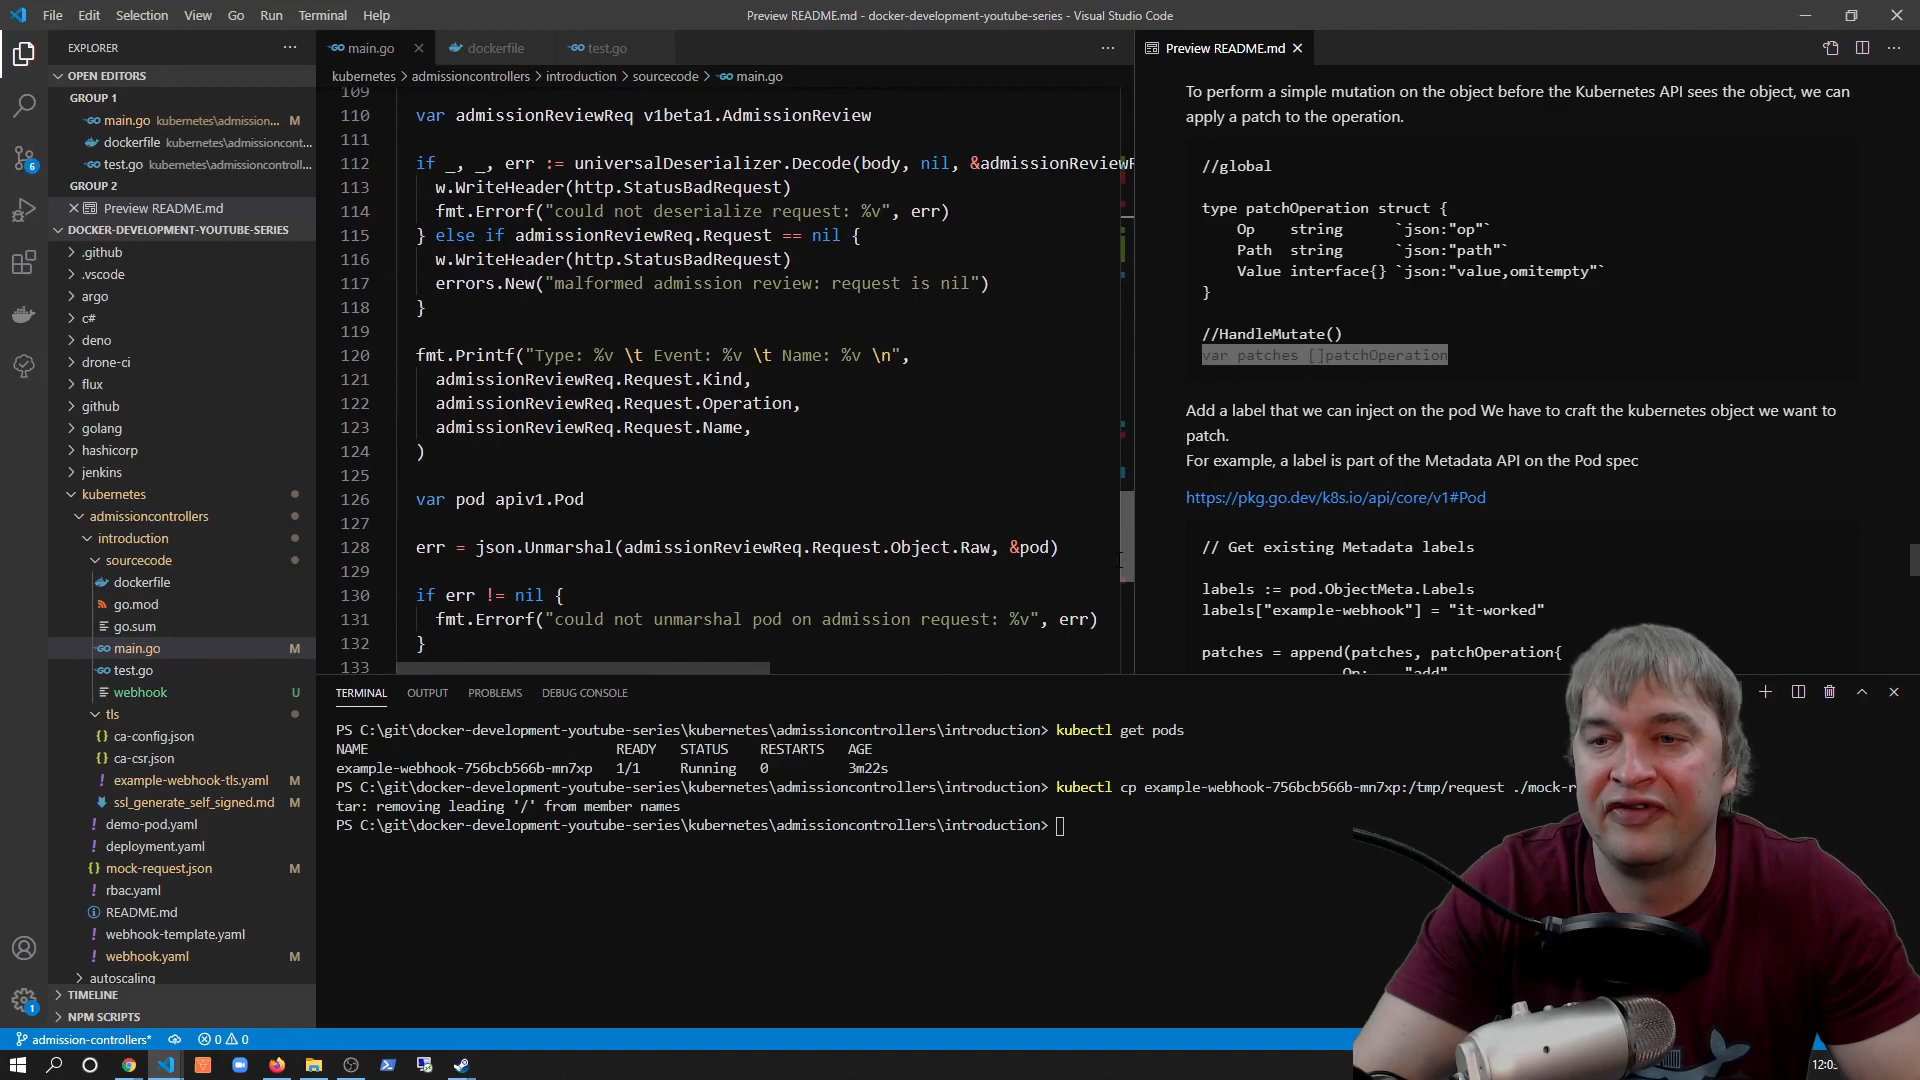 File Edit Selection View Go Run Terminal Help
Preview README.md - docker-development-youtube-series - Visual Studio Code
EXPLORER
OPEN EDITORS
GROUP 1
main.go kubernetes\admission... M
dockerfile kubernetes\admissioncont...
test.go kubernetes\admissioncontroll...
GROUP 2
Preview README.md
DOCKER-DEVELOPMENT-YOUTUBE-SERIES
.github
.vscode
argo
c#
deno
drone-ci
flux
github
golang
hashicorp
jenkins
kubernetes
admissioncontrollers
introduction
sourcecode
dockerfile
go.mod
go.sum
main.go M
test.go
webhook U
tls
ca-config.json
ca-csr.json
example-webhook-tls.yaml M
ssl_generate_self_signed.md M
demo-pod.yaml
deployment.yaml
mock-request.json M
rbac.yaml
README.md
webhook-template.yaml
webhook.yaml M
autoscaling
TIMELINE
NPM SCRIPTS
6
1
main.go dockerfile test.go
kubernetes > admissioncontrollers > introduction > sourcecode > main.go
109
110 var admissionReviewReq v1beta1.AdmissionReview
111
112 if _, _, err := universalDeserializer.Decode(body, nil, &admissionReviewR
113 w.WriteHeader(http.StatusBadRequest)
114 fmt.Errorf("could not deserialize request: %v", err)
115 } else if admissionReviewReq.Request == nil {
116 w.WriteHeader(http.StatusBadRequest)
117 errors.New("malformed admission review: request is nil")
118 }
119
120 fmt.Printf("Type: %v \t Event: %v \t Name: %v \n",
121 admissionReviewReq.Request.Kind,
122 admissionReviewReq.Request.Operation,
123 admissionReviewReq.Request.Name,
124 )
125
126 var pod apiv1.Pod
127
128 err = json.Unmarshal(admissionReviewReq.Request.Object.Raw, &pod)
129
130 if err != nil {
131 fmt.Errorf("could not unmarshal pod on admission request: %v", err)
132 }
133
Preview README.md
To perform a simple mutation on the object before the Kubernetes API sees the object, we can
apply a patch to the operation.
//global
type patchOperation struct {
Op string `json:"op"`
Path string `json:"path"`
Value interface{} `json:"value,omitempty"`
}
//HandleMutate()
var patches []patchOperation
Add a label that we can inject on the pod We have to craft the kubernetes object we want to
patch.
For example, a label is part of the Metadata API on the Pod spec
https://pkg.go.dev/k8s.io/api/core/v1#Pod
// Get existing Metadata labels
labels := pod.ObjectMeta.Labels
labels["example-webhook"] = "it-worked"
patches = append(patches, patchOperation{
Op: "add"
TERMINAL OUTPUT PROBLEMS DEBUG CONSOLE
PS C:\git\docker-development-youtube-series\kubernetes\admissioncontrollers\introduction> kubectl get pods
NAME READY STATUS RESTARTS AGE
example-webhook-756bcb566b-mn7xp 1/1 Running 0 3m22s
PS C:\git\docker-development-youtube-series\kubernetes\admissioncontrollers\introduction> kubectl cp example-webhook-756bcb566b-mn7xp:/tmp/request ./mock-r
tar: removing leading '/' from member names
PS C:\git\docker-development-youtube-series\kubernetes\admissioncontrollers\introduction>
admission-controllers* 0 0
12:0